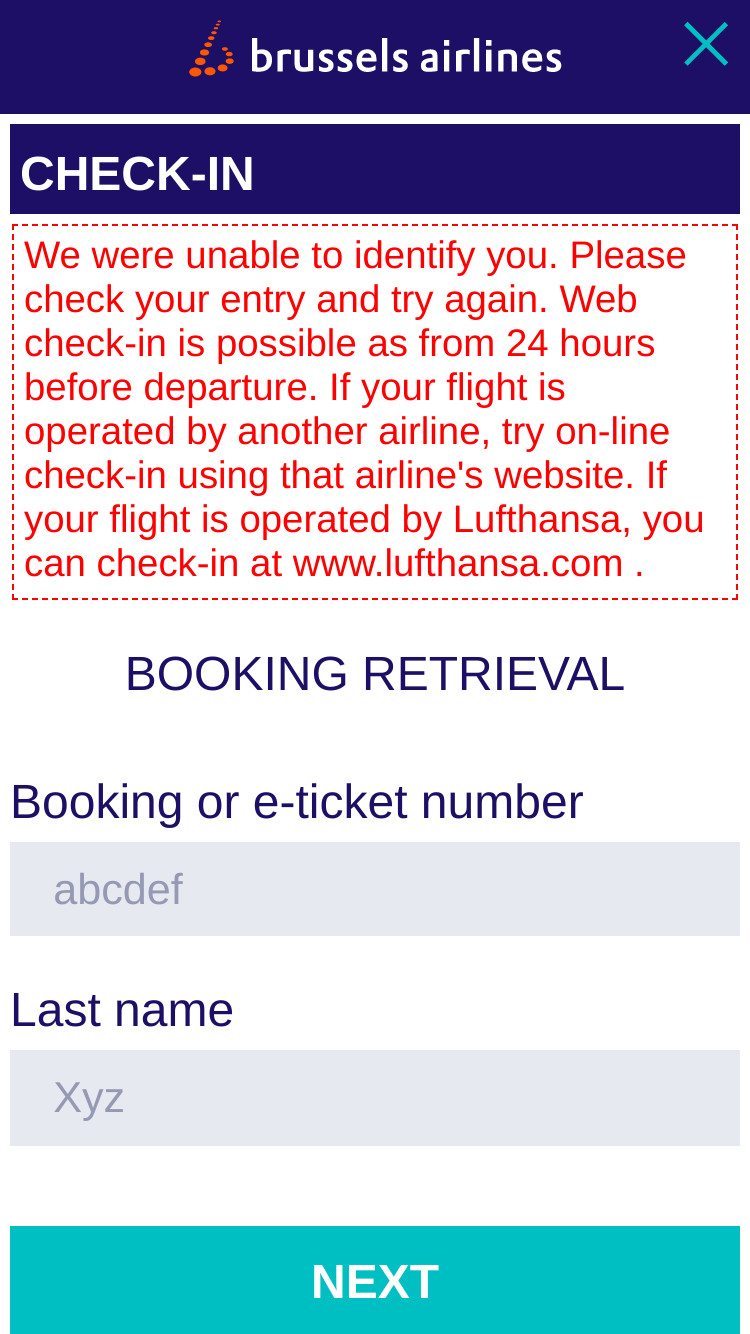 brussels airlines
CHECK-IN
We were unable to identify you. Please
check your entry and try again. Web
check-in is possible as from 24 hours
before departure. If your flight is
operated by another airline, try on-line
check-in using that airline's website. If
your flight is operated by Lufthansa, you
can check-in at www.lufthansa.com .
BOOKING RETRIEVAL
Booking or e-ticket number
abcdef
Last name
Xyz
NEXT